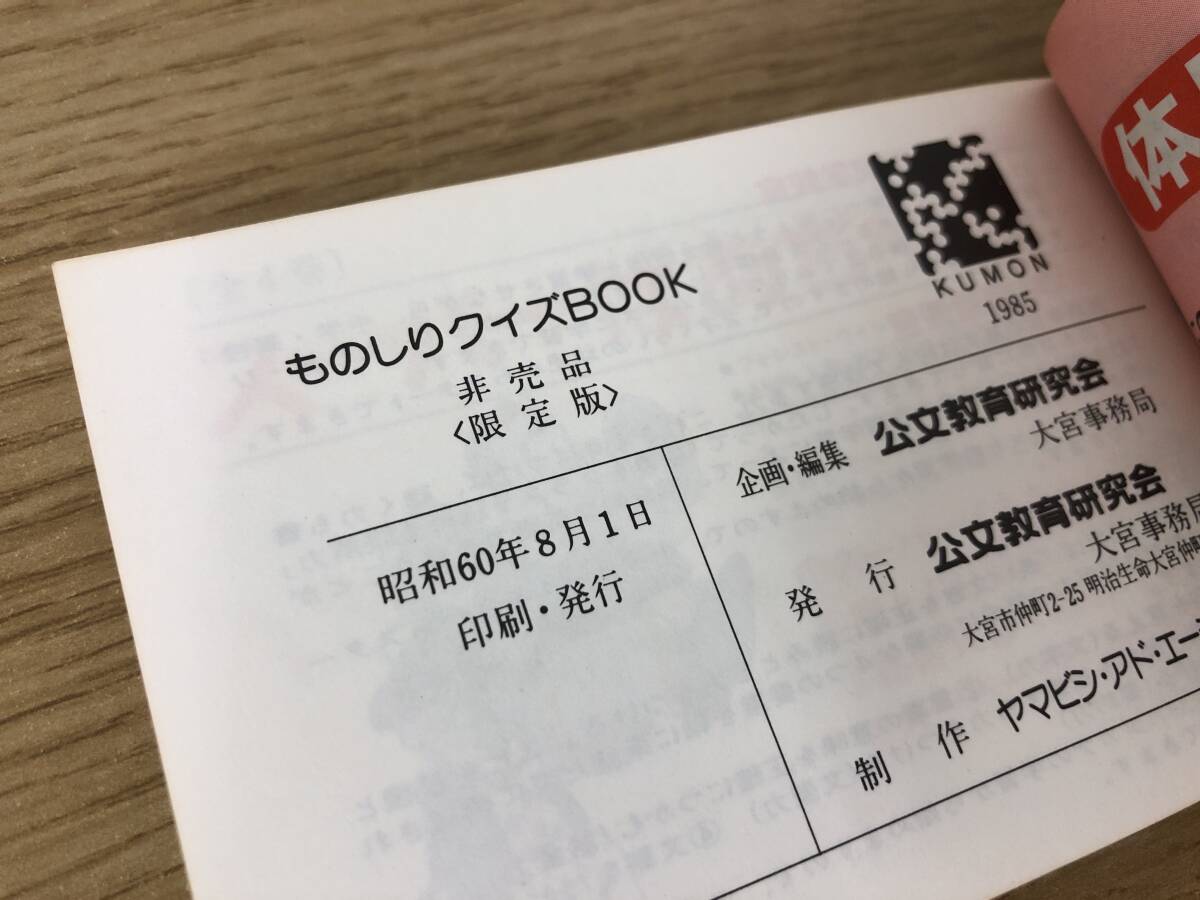 ものしりクイズBOOK
非売品
〈限定版〉
KUMON
1985
昭和60年8月1日
印刷・発行
企画・編集 公文教育研究会
大宮事務局
発行 公文教育研究会
大宮事務局
大宮市仲町2-25 明治生命大宮仲町
制作 ヤマビシ・アド・エー
体